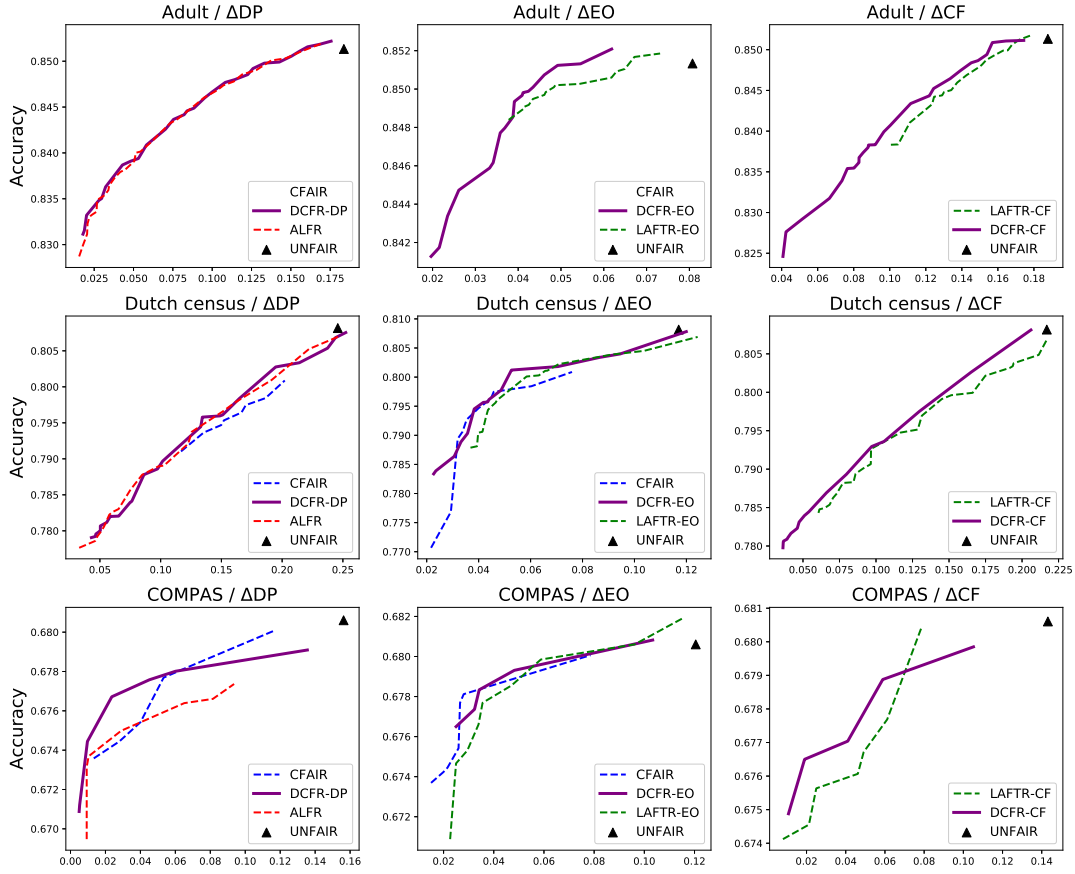 Adult / ΔDP
Accuracy
0.850
0.845
0.840
0.835
0.830
CFAIR
DCFR-DP
ALFR
UNFAIR
0.025 0.050 0.075 0.100 0.125 0.150 0.175
Adult / ΔEO
0.852
0.850
0.848
0.846
0.844
0.842
CFAIR
DCFR-EO
LAFTR-EO
UNFAIR
0.02 0.03 0.04 0.05 0.06 0.07 0.08
Adult / ΔCF
0.850
0.845
0.840
0.835
0.830
0.825
LAFTR-CF
DCFR-CF
UNFAIR
0.04 0.06 0.08 0.10 0.12 0.14 0.16 0.18
Dutch census / ΔDP
Accuracy
0.805
0.800
0.795
0.790
0.785
0.780
CFAIR
DCFR-DP
ALFR
UNFAIR
0.05 0.10 0.15 0.20 0.25
Dutch census / ΔEO
0.810
0.805
0.800
0.795
0.790
0.785
0.780
0.775
0.770
CFAIR
DCFR-EO
LAFTR-EO
UNFAIR
0.02 0.04 0.06 0.08 0.10 0.12
Dutch census / ΔCF
0.805
0.800
0.795
0.790
0.785
0.780
LAFTR-CF
DCFR-CF
UNFAIR
0.050 0.075 0.100 0.125 0.150 0.175 0.200 0.225
COMPAS / ΔDP
Accuracy
0.680
0.678
0.676
0.674
0.672
0.670
CFAIR
DCFR-DP
ALFR
UNFAIR
0.00 0.02 0.04 0.06 0.08 0.10 0.12 0.14 0.16
COMPAS / ΔEO
0.682
0.680
0.678
0.676
0.674
0.672
CFAIR
DCFR-EO
LAFTR-EO
UNFAIR
0.02 0.04 0.06 0.08 0.10 0.12
COMPAS / ΔCF
0.681
0.680
0.679
0.678
0.677
0.676
0.675
0.674
LAFTR-CF
DCFR-CF
UNFAIR
0.02 0.04 0.06 0.08 0.10 0.12 0.14